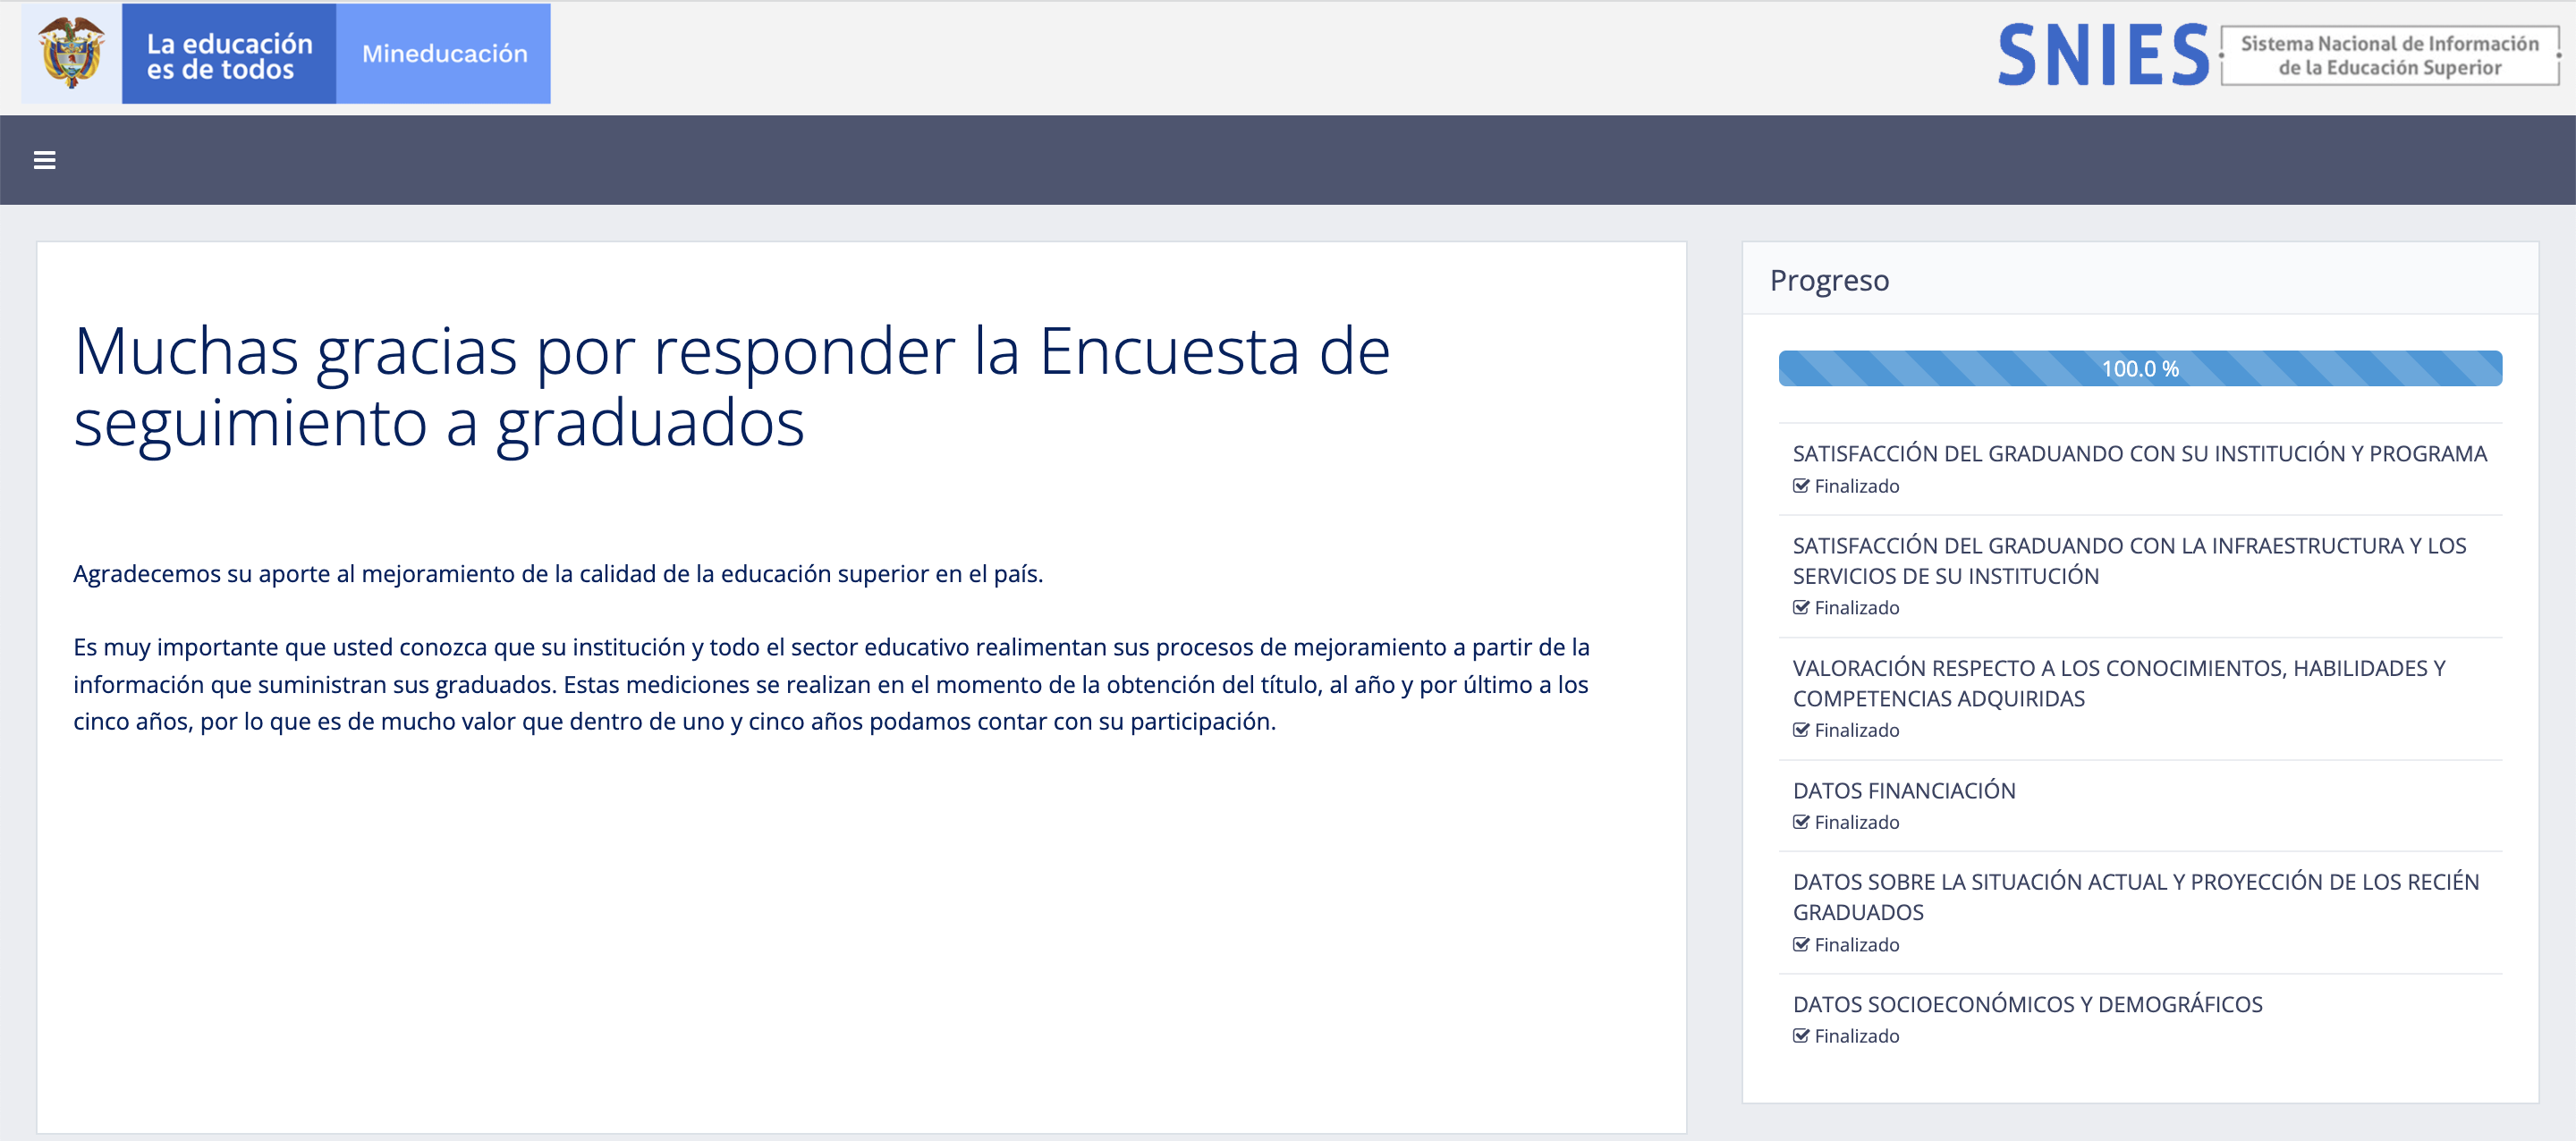 La educación
es de todos
Mineducación
SNIES
Sistema Nacional de Información
de la Educación Superior
Muchas gracias por responder la Encuesta de
seguimiento a graduados
Agradecemos su aporte al mejoramiento de la calidad de la educación superior en el país.
Es muy importante que usted conozca que su institución y todo el sector educativo realimentan sus procesos de mejoramiento a partir de la
información que suministran sus graduados. Estas mediciones se realizan en el momento de la obtención del título, al año y por último a los
cinco años, por lo que es de mucho valor que dentro de uno y cinco años podamos contar con su participación.
Progreso
100.0 %
SATISFACCIÓN DEL GRADUANDO CON SU INSTITUCIÓN Y PROGRAMA
Finalizado
SATISFACCIÓN DEL GRADUANDO CON LA INFRAESTRUCTURA Y LOS
SERVICIOS DE SU INSTITUCIÓN
Finalizado
VALORACIÓN RESPECTO A LOS CONOCIMIENTOS, HABILIDADES Y
COMPETENCIAS ADQUIRIDAS
Finalizado
DATOS FINANCIACIÓN
Finalizado
DATOS SOBRE LA SITUACIÓN ACTUAL Y PROYECCIÓN DE LOS RECIÉN
GRADUADOS
Finalizado
DATOS SOCIOECONÓMICOS Y DEMOGRÁFICOS
Finalizado